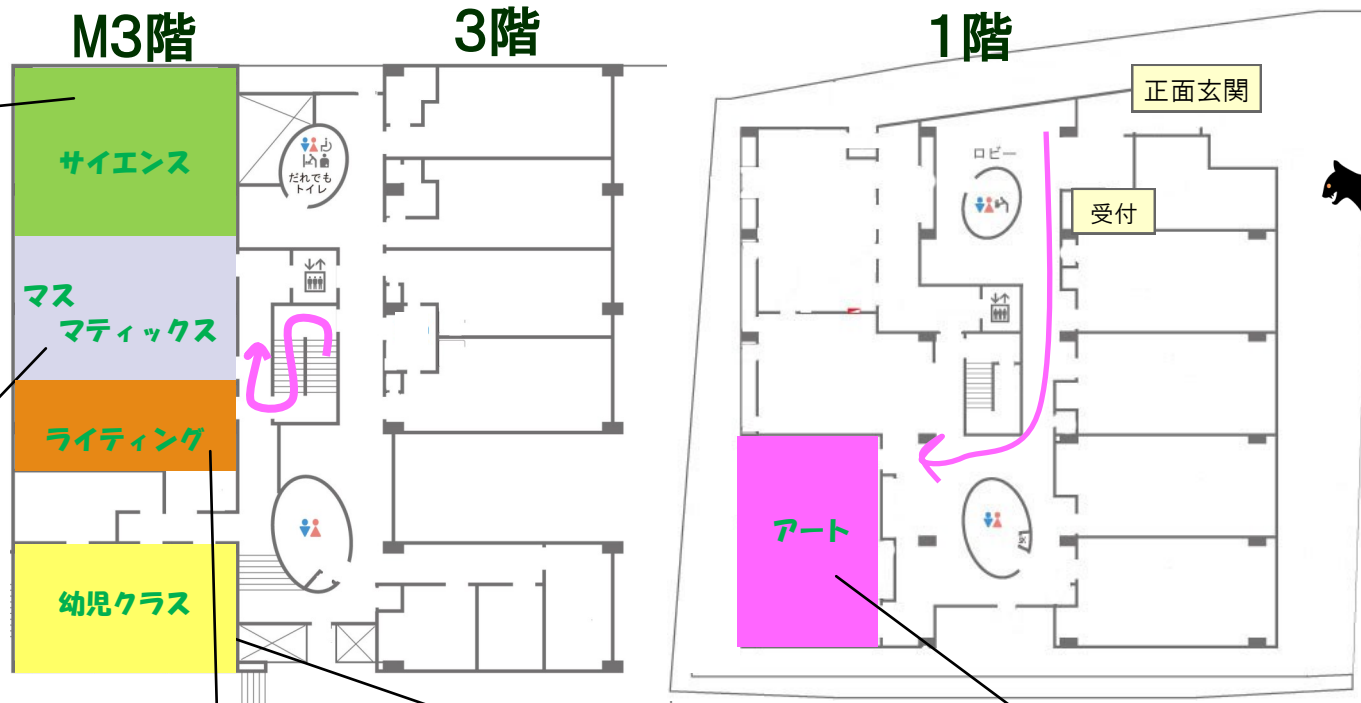 M3階
3階
1階
正面玄関
サイエンス
だれでも
トイレ
ロビー
受付
マス
マティックス
ライティング
アート
幼児クラス